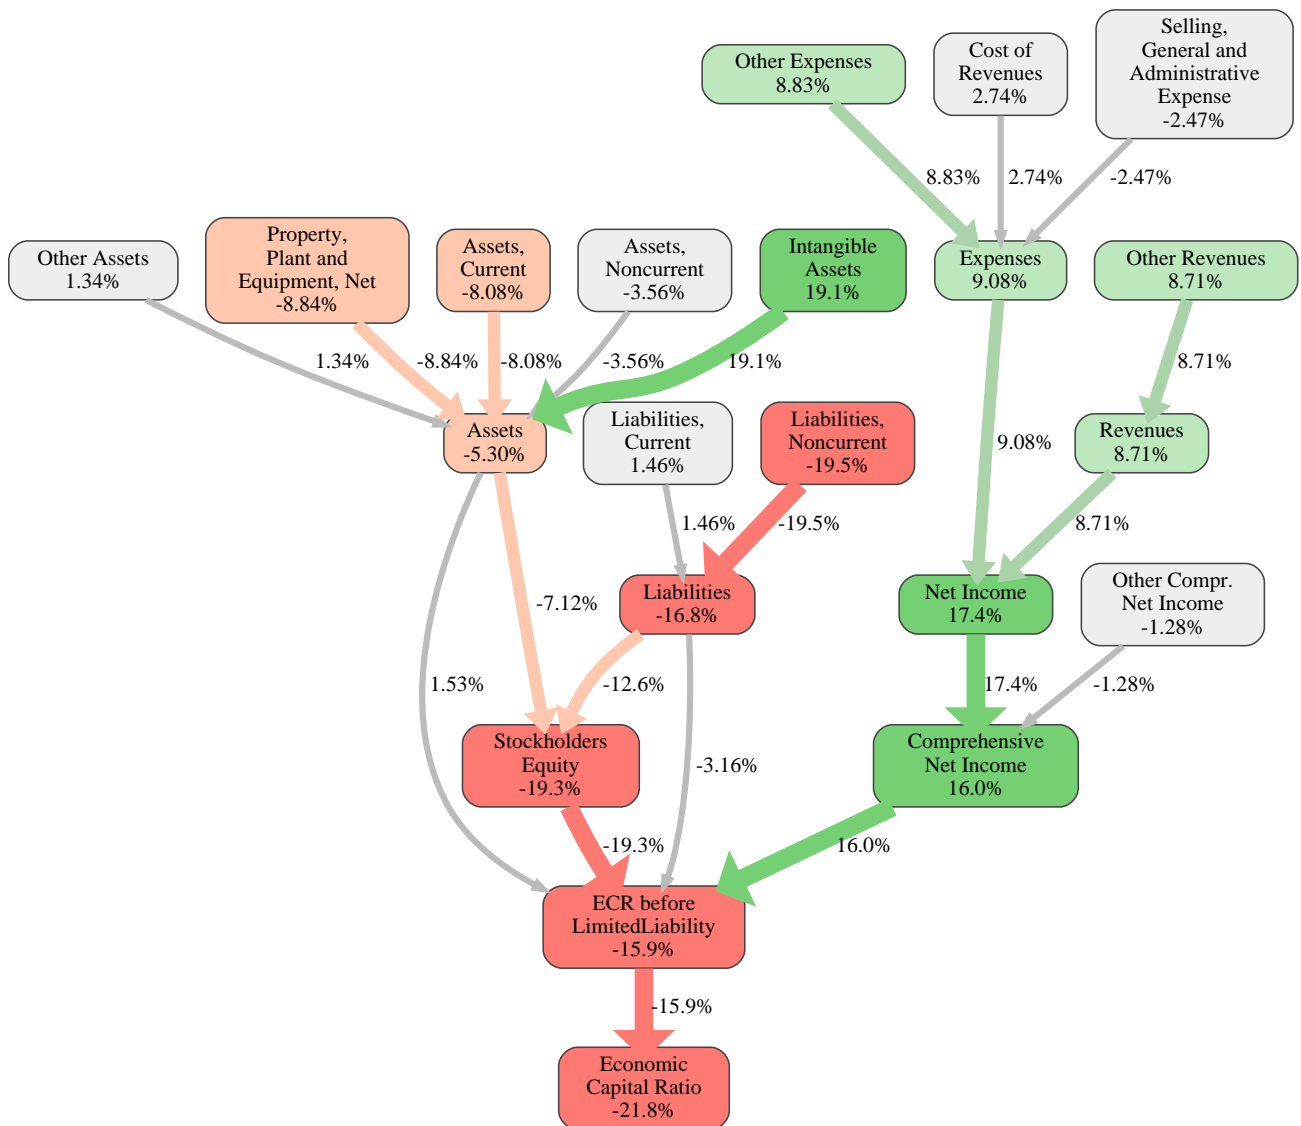 Other Expenses
8.83%
Cost of
Revenues
2.74%
Selling,
General and
Administrative
Expense
-2.47%
8.83%
2.74%
-2.47%
Other Assets
1.34%
Property,
Plant and
Equipment, Net
-8.84%
Assets,
Current
-8.08%
Assets,
Noncurrent
-3.56%
Intangible
Assets
19.1%
Expenses
9.08%
Other Revenues
8.71%
1.34%
-8.84%
-8.08%
-3.56%
19.1%
8.71%
Assets
-5.30%
Liabilities,
Current
1.46%
Liabilities,
Noncurrent
-19.5%
9.08%
Revenues
8.71%
1.46%
-19.5%
8.71%
Liabilities
-16.8%
Net Income
17.4%
Other Compr.
Net Income
-1.28%
-7.12%
1.53%
-12.6%
17.4%
-1.28%
Stockholders
Equity
-19.3%
-3.16%
Comprehensive
Net Income
16.0%
-19.3%
16.0%
ECR before
LimitedLiability
-15.9%
-15.9%
Economic
Capital Ratio
-21.8%